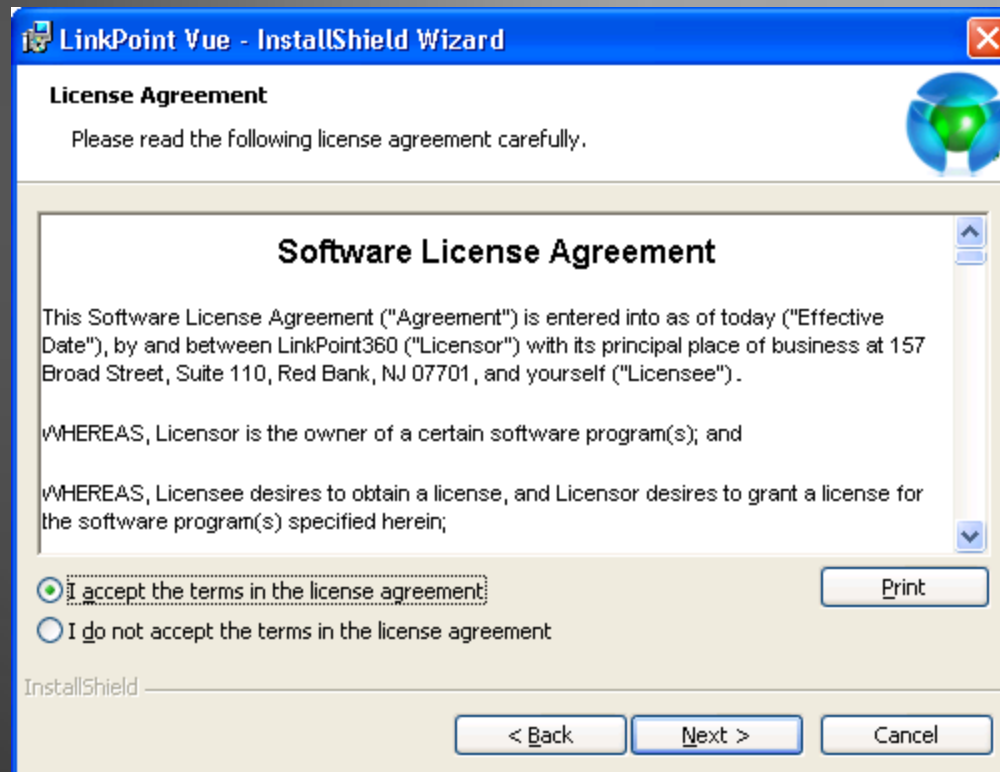 LinkPoint Vue - InstallShield Wizard
License Agreement
Please read the following license agreement carefully.
Software License Agreement
This Software License Agreement ("Agreement") is entered into as of today ("Effective
Date"), by and between LinkPoint360 ("Licensor") with its principal place of business at 157
Broad Street, Suite 110, Red Bank, NJ 07701, and yourself ("Licensee").
WHEREAS, Licensor is the owner of a certain software program(s); and
WHEREAS, Licensee desires to obtain a license, and Licensor desires to grant a license for
the software program(s) specified herein;
I accept the terms in the license agreement
Print
I do not accept the terms in the license agreement
InstallShield
< Back
Next >
Cancel